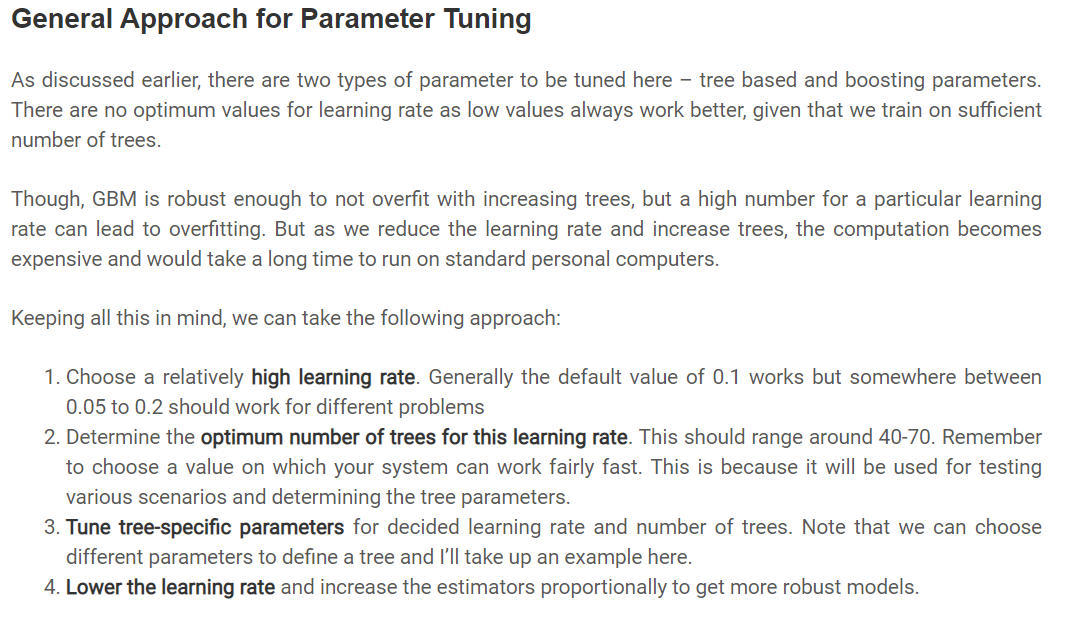 General Approach for Parameter Tuning
As discussed earlier, there are two types of parameter to be tuned here – tree based and boosting parameters.
There are no optimum values for learning rate as low values always work better, given that we train on sufficient
number of trees.
Though, GBM is robust enough to not overfit with increasing trees, but a high number for a particular learning
rate can lead to overfitting. But as we reduce the learning rate and increase trees, the computation becomes
expensive and would take a long time to run on standard personal computers.
Keeping all this in mind, we can take the following approach:
1. Choose a relatively high learning rate. Generally the default value of 0.1 works but somewhere between
0.05 to 0.2 should work for different problems
2. Determine the optimum number of trees for this learning rate. This should range around 40-70. Remember
to choose a value on which your system can work fairly fast. This is because it will be used for testing
various scenarios and determining the tree parameters.
3. Tune tree-specific parameters for decided learning rate and number of trees. Note that we can choose
different parameters to define a tree and I’ll take up an example here.
4. Lower the learning rate and increase the estimators proportionally to get more robust models.